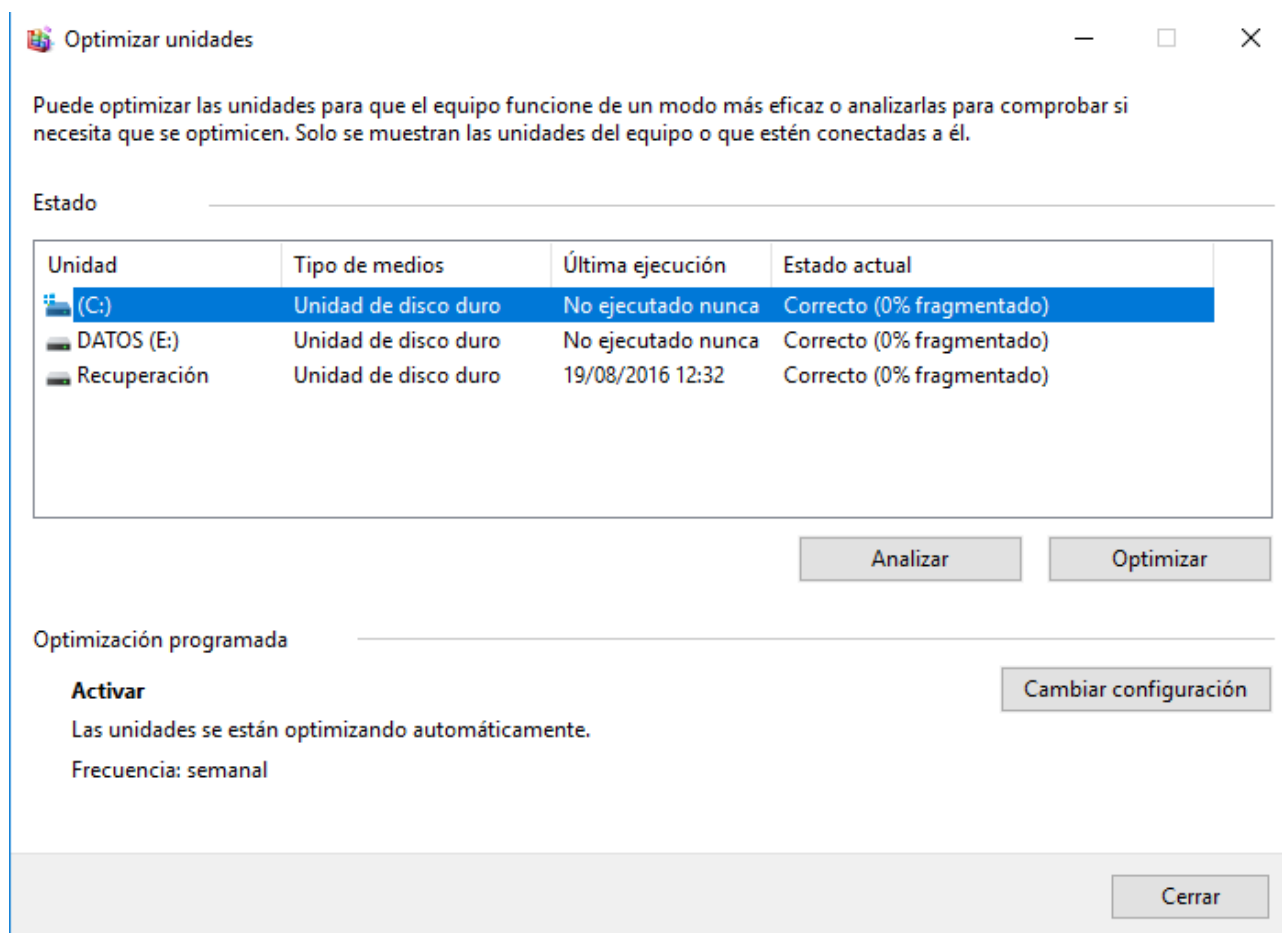 Optimizar unidades
Puede optimizar las unidades para que el equipo funcione de un modo más eficaz o analizarlas para comprobar si
necesita que se optimicen. Solo se muestran las unidades del equipo o que estén conectadas a él.
Estado
Unidad Tipo de medios Última ejecución Estado actual
(C:) Unidad de disco duro No ejecutado nunca Correcto (0% fragmentado)
DATOS (E:) Unidad de disco duro No ejecutado nunca Correcto (0% fragmentado)
Recuperación Unidad de disco duro 19/08/2016 12:32 Correcto (0% fragmentado)
Analizar Optimizar
Optimización programada
Activar Cambiar configuración
Las unidades se están optimizando automáticamente.
Frecuencia: semanal
Cerrar